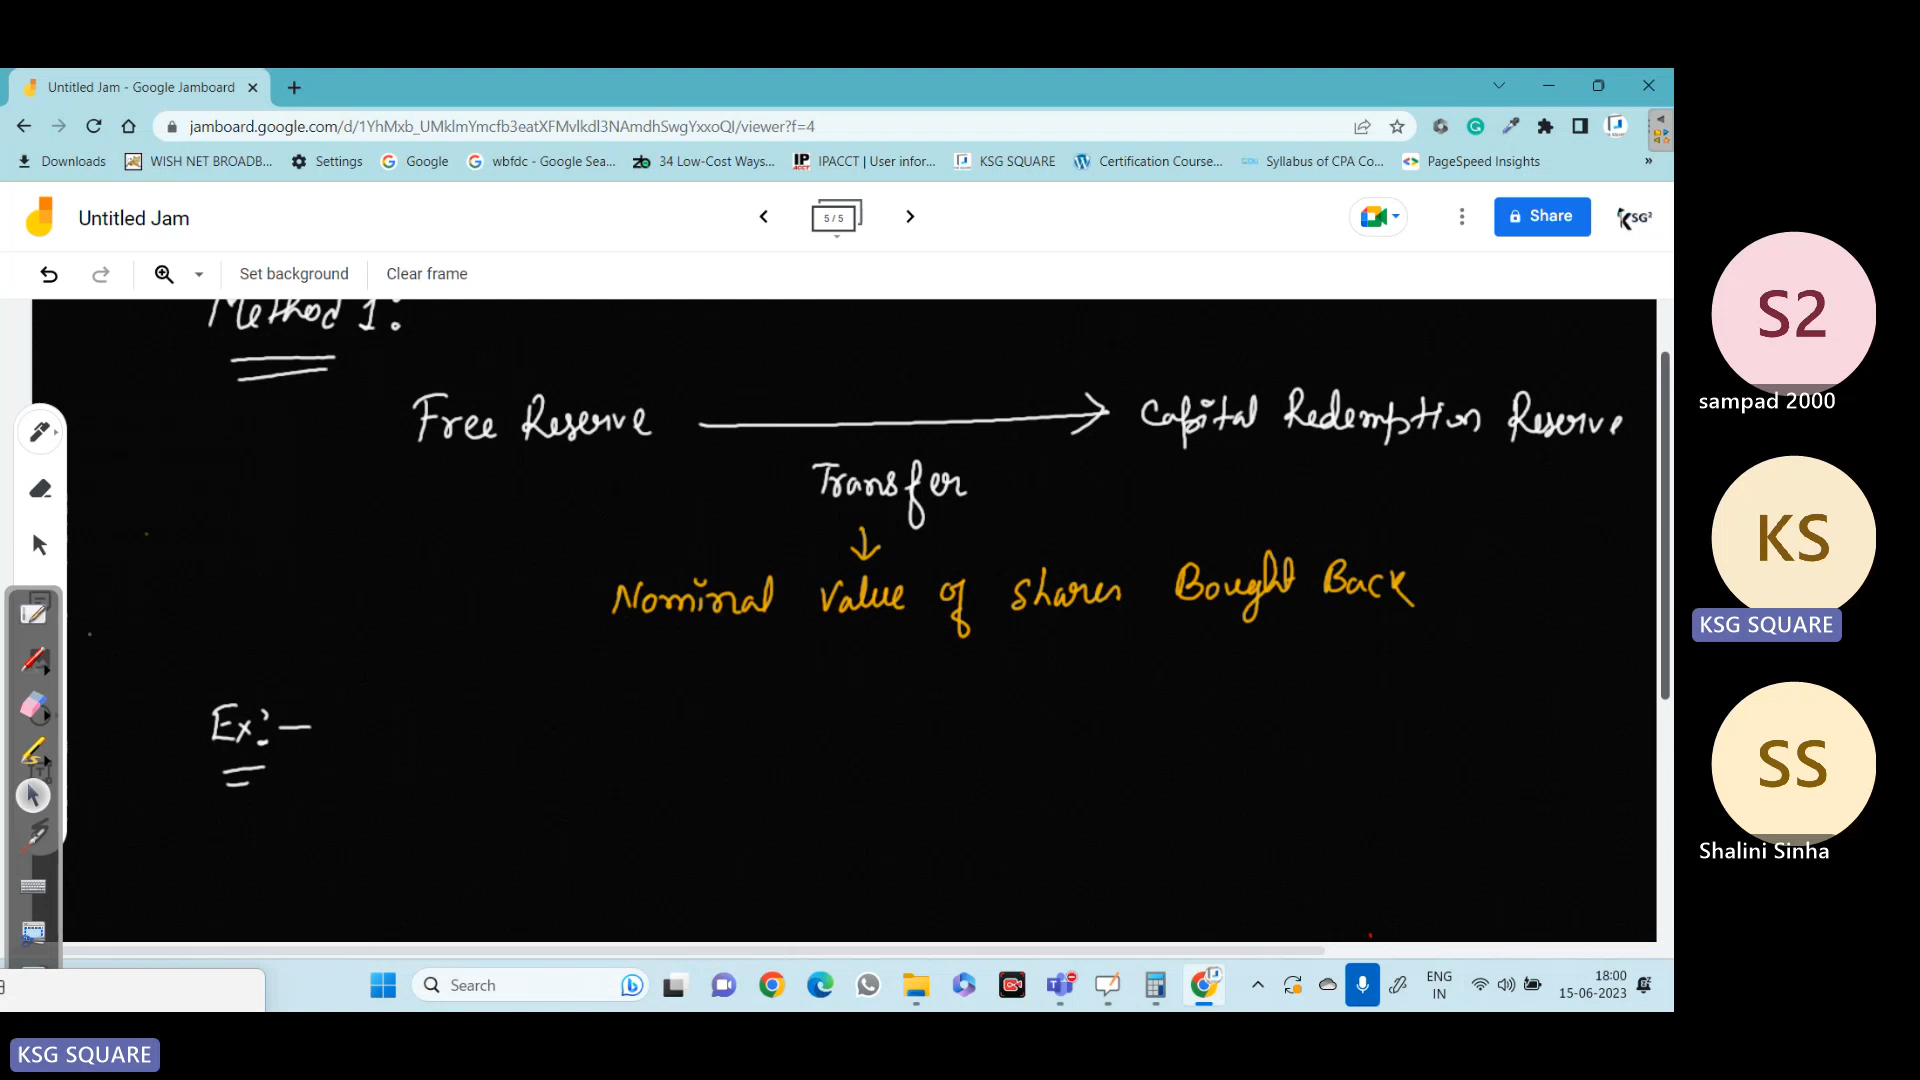 Untitled Jam - Google Jamboard
jamboard.google.com/d/1YhMxb_UMklmYmcfb3eatXFMvlkdl3NAmdhSwgYxxoQI/viewer?f=4
Downloads WISH NET BROADB... Settings Google wbfdc - Google Sea... 34 Low-Cost Ways... IPACCT | User infor... KSG SQUARE Certification Course... Syllabus of CPA Co... PageSpeed Insights »
Untitled Jam 5 / 5 Share KSG²
Set background Clear frame
Method 1:
Free Reserve Capital Redemption Reserve
Transfer
Nominal Value of Shares Bought Back
Ex:-
S2
sampad 2000
KS
KSG SQUARE
SS
Shalini Sinha
Search ENG IN 18:00 15-06-2023
KSG SQUARE